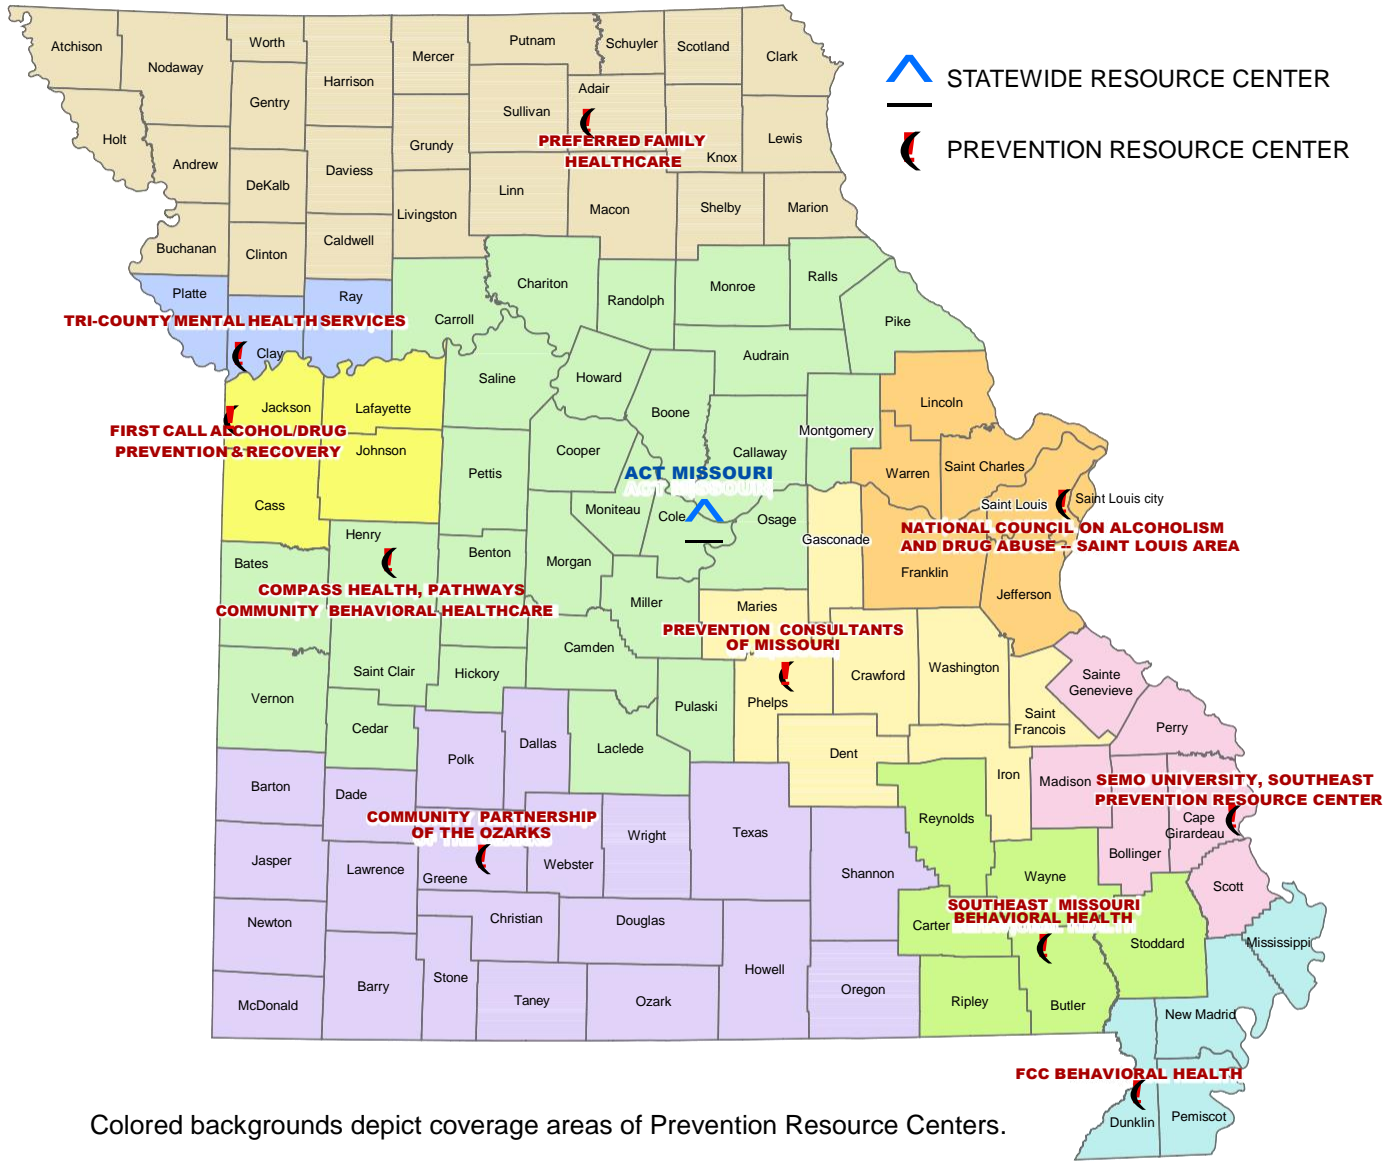 Atchison
Nodaway
Worth
Harrison
Mercer
Putnam
Schuyler
Scotland
Clark
Gentry
Sullivan
Adair
Holt
Andrew
DeKalb
Daviess
Grundy
Knox
Lewis
PREFERRED FAMILY
HEALTHCARE
Linn
Macon
Shelby
Marion
Livingston
Buchanan
Clinton
Caldwell
STATEWIDE RESOURCE CENTER
PREVENTION RESOURCE CENTER
Platte
Ray
Clay
TRI-COUNTY MENTAL HEALTH SERVICES
Carroll
Chariton
Randolph
Monroe
Ralls
Pike
Audrain
Saline
Howard
Boone
Jackson
Lafayette
FIRST CALL ALCOHOL/DRUG
PREVENTION & RECOVERY
Johnson
Cass
Pettis
Cooper
Callaway
Montgomery
Lincoln
Warren
Saint Charles
ACT MISSOURI
Moniteau
Cole
Osage
Gasconade
Saint Louis
Saint Louis city
NATIONAL COUNCIL ON ALCOHOLISM
AND DRUG ABUSE – SAINT LOUIS AREA
Franklin
Jefferson
Henry
Bates
Benton
Morgan
COMPASS HEALTH, PATHWAYS
COMMUNITY BEHAVIORAL HEALTHCARE
Miller
Maries
PREVENTION CONSULTANTS
OF MISSOURI
Camden
Saint Clair
Hickory
Vernon
Cedar
Pulaski
Phelps
Crawford
Washington
Saint
Francois
Sainte
Genevieve
Perry
Polk
Dallas
Laclede
Dent
Iron
Madison
SEMO UNIVERSITY, SOUTHEAST
PREVENTION RESOURCE CENTER
Cape
Girardeau
Bollinger
Scott
Barton
Dade
COMMUNITY PARTNERSHIP
OF THE OZARKS
Greene
Webster
Wright
Texas
Reynolds
Jasper
Lawrence
Shannon
Wayne
Carter
SOUTHEAST MISSOURI
BEHAVIORAL HEALTH
Stoddard
Mississippi
Newton
Christian
Douglas
Howell
McDonald
Barry
Stone
Taney
Ozark
Oregon
Ripley
Butler
New Madrid
FCC BEHAVIORAL HEALTH
Dunklin
Pemiscot
Colored backgrounds depict coverage areas of Prevention Resource Centers.